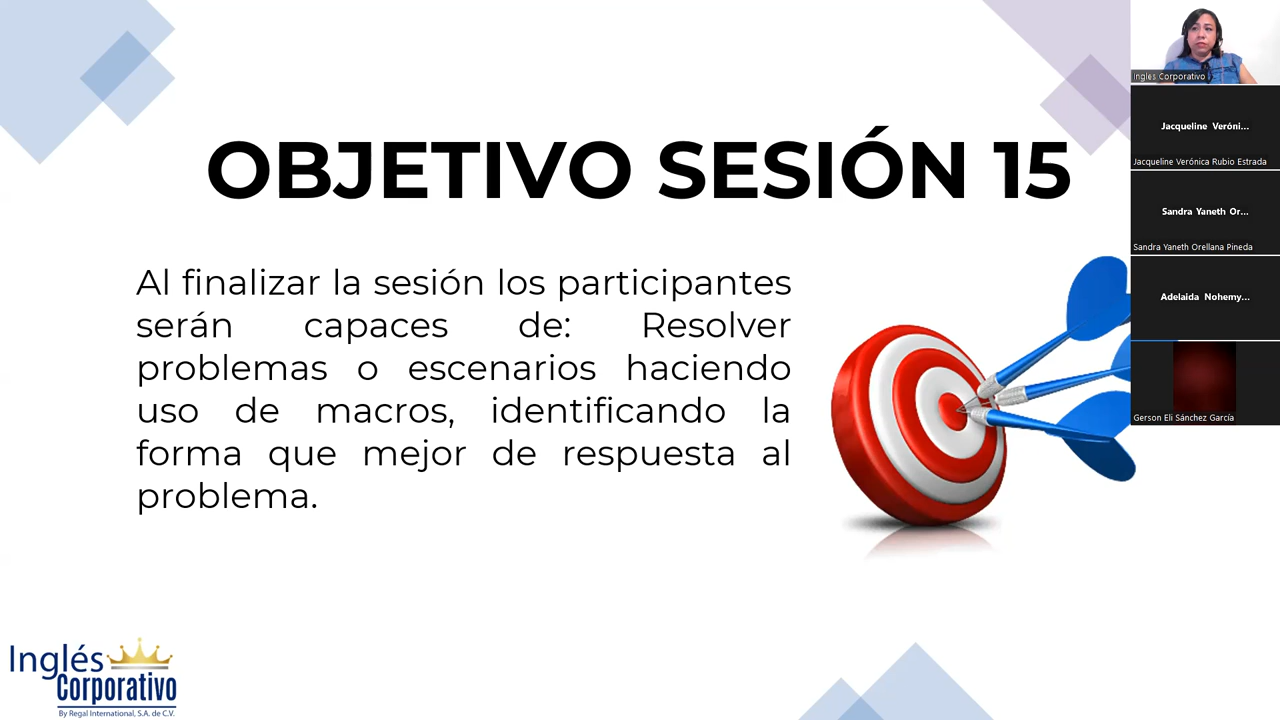 OBJETIVO SESIÓN 15
Al finalizar la sesión los participantes
serán capaces de: Resolver
problemas o escenarios haciendo
uso de macros, identificando la
forma que mejor de respuesta al
problema.
Inglés
Corporativo
By Regal International, S.A. de C.V.
Ingles Corporativo
Jacqueline Veróni...
Jacqueline Verónica Rubio Estrada
Sandra Yaneth Or...
Sandra Yaneth Orellana Pineda
Adelaida Nohemy...
Gerson Eli Sánchez García